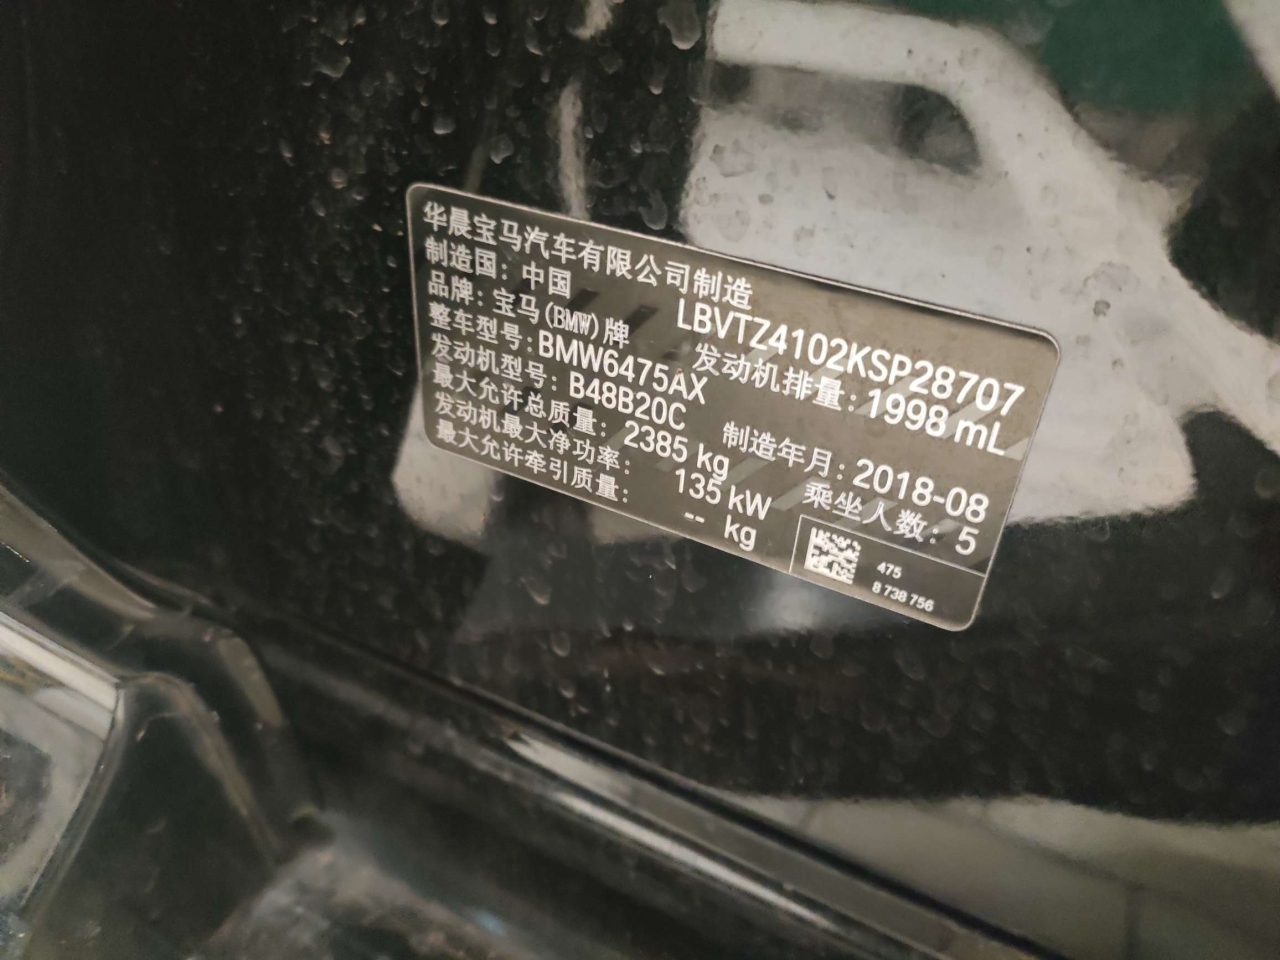 华晨宝马汽车有限公司制造
制造国：中国 LBVTZ4102KSP28707
品牌：宝马(BMW)牌 发动机排量：1998 mL
整车型号：BMW6475AX
发动机型号：B48B20C 制造年月：2018-08
最大允许总质量：2385 kg 乘坐人数：5
发动机最大净功率：135 kW
最大允许牵引质量：-- kg
475
8 738 756